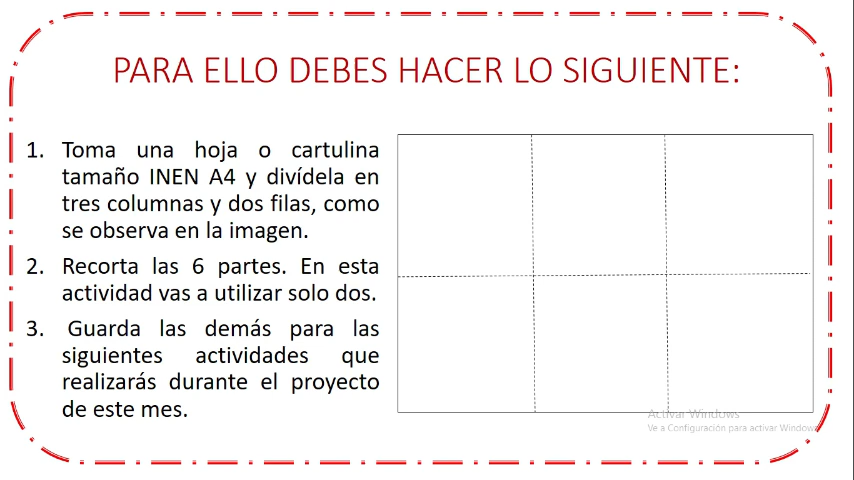 PARA ELLO DEBES HACER LO SIGUIENTE:
1. Toma una hoja o cartulina
tamaño INEN A4 y divídela en
tres columnas y dos filas, como
se observa en la imagen.
2. Recorta las 6 partes. En esta
actividad vas a utilizar solo dos.
3. Guarda las demás para las
siguientes actividades que
realizarás durante el proyecto
de este mes.
Activar Windows
Ve a Configuración para activar Windows